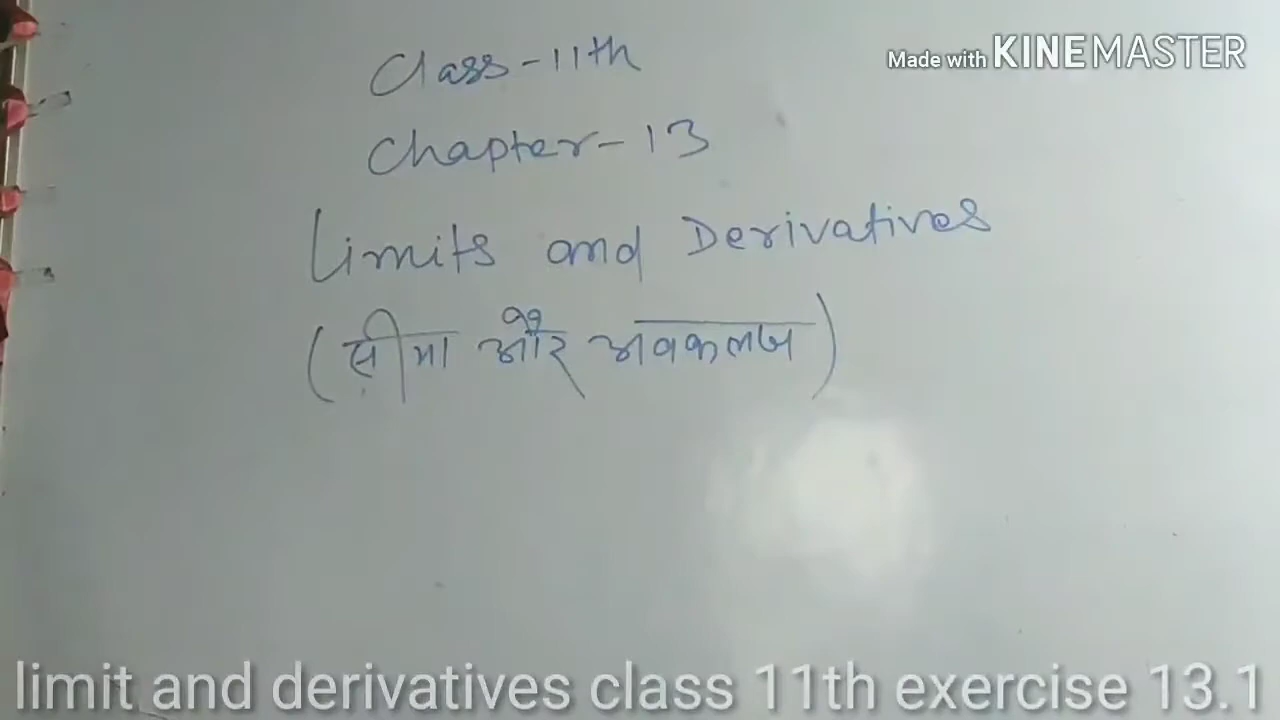 Made with KINEMASTER
Class-11th
Chapter-13
Limits and Derivatives
(सीमा और अवकलज)
limit and derivatives class 11th exercise 13.1